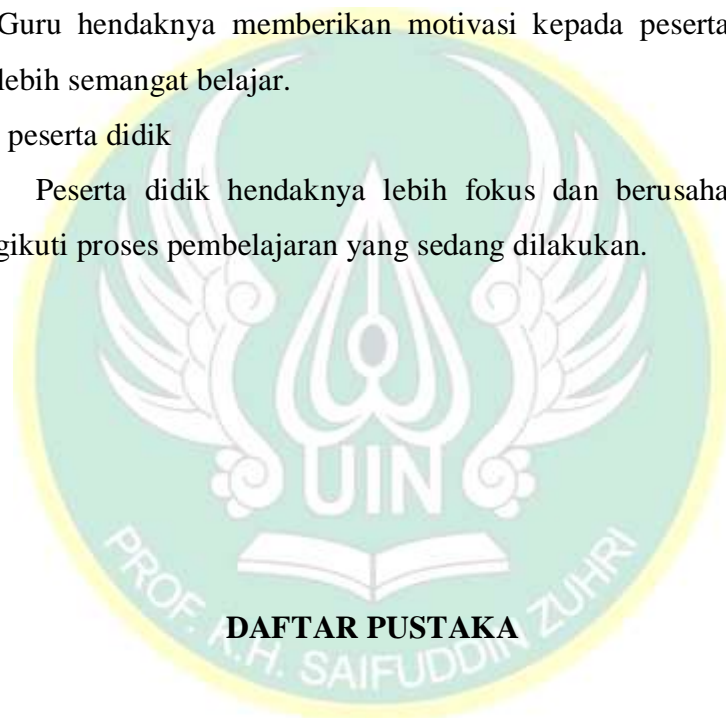 Guru hendaknya memberikan motivasi kepada peserta
lebih semangat belajar.
peserta didik
Peserta didik hendaknya lebih fokus dan berusaha
gikuti proses pembelajaran yang sedang dilakukan.
UIN
PROF. K.H. SAIFUDDIN ZUHRI
DAFTAR PUSTAKA